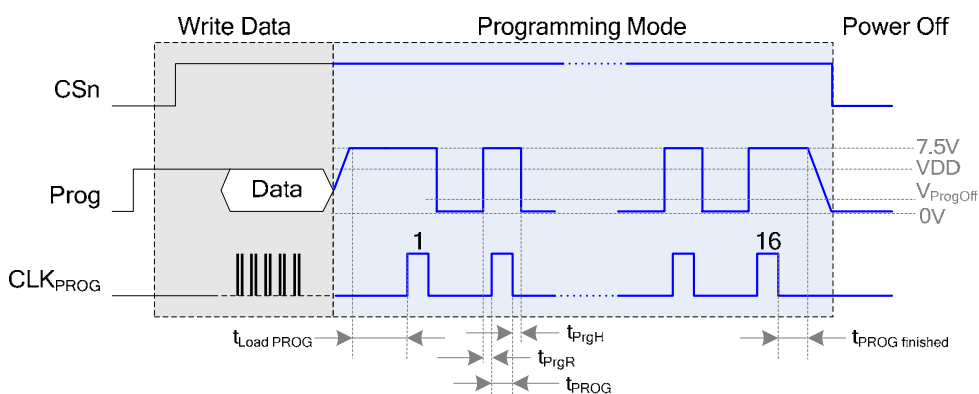 Write Data Programming Mode Power Off
CSn
7.5V
VDD
Prog Data VProgOff
0V
1 16
CLKPROG
tLoad PROG tPrgH tPROG finished
tPrgR
tPROG